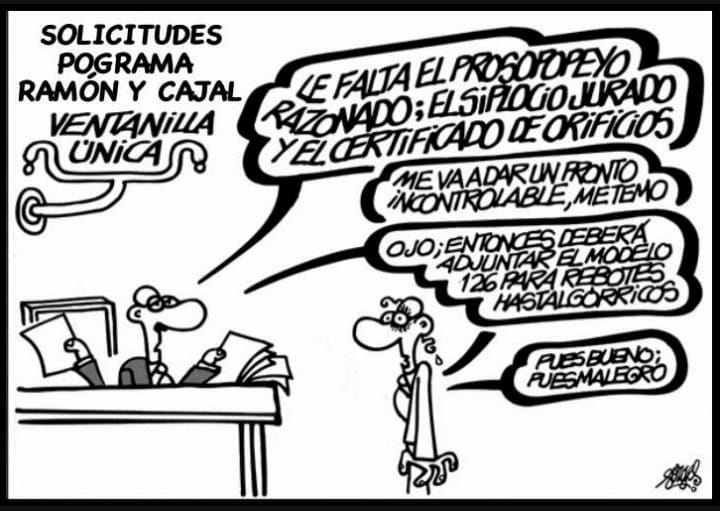 SOLICITUDES
POGRAMA
RAMÓN Y CAJAL
VENTANILLA
ÜNICA
LE FALTA EL PROSOPOPEYO
RAZONADO; EL SIPLOCIO JURADO
Y EL CERTIFICADO DE ORIFICIOS
ME VA A DAR UN PRONTO
INCONTROLABLE, ME TEMO
OJO; ENTONCES DEBERÁ
ADJUNTAR EL MODELO
126 PARA REBOTES
HASTALGÓRRICOS
PUES BUENO;
PUES MALEGRO